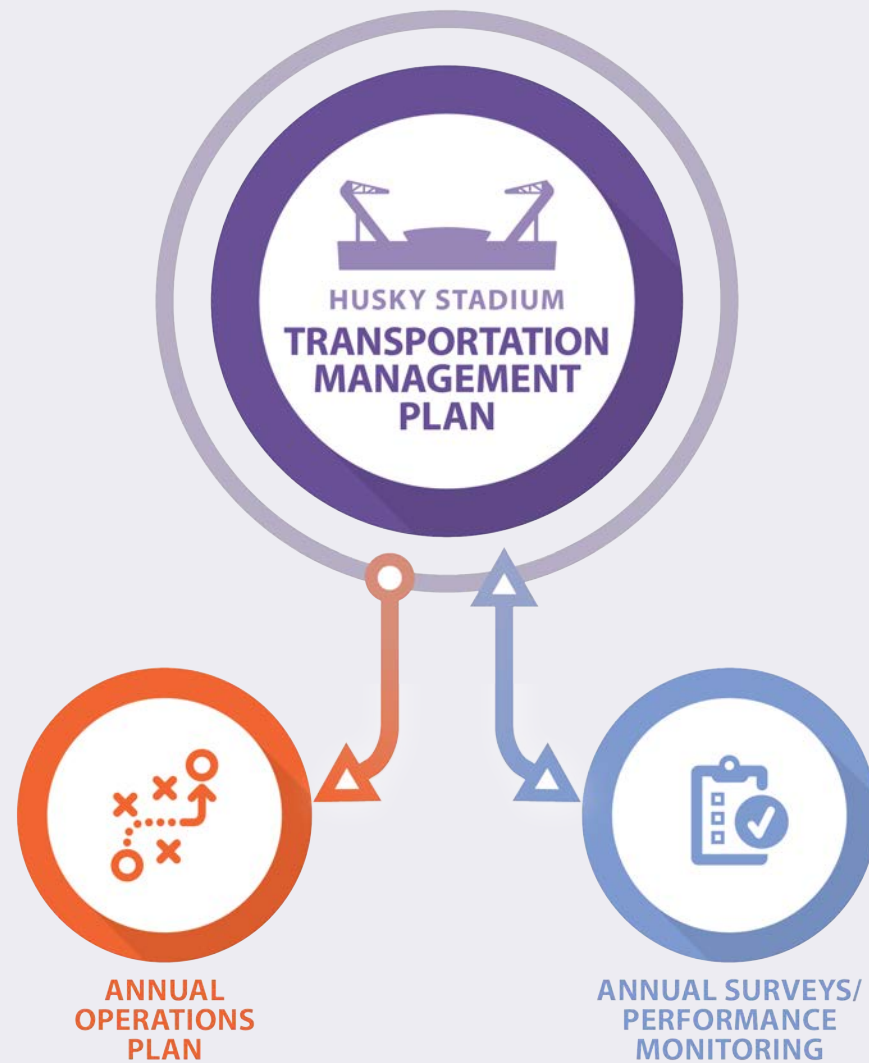 HUSKY STADIUM
TRANSPORTATION
MANAGEMENT
PLAN
ANNUAL
OPERATIONS
PLAN
ANNUAL SURVEYS/
PERFORMANCE
MONITORING